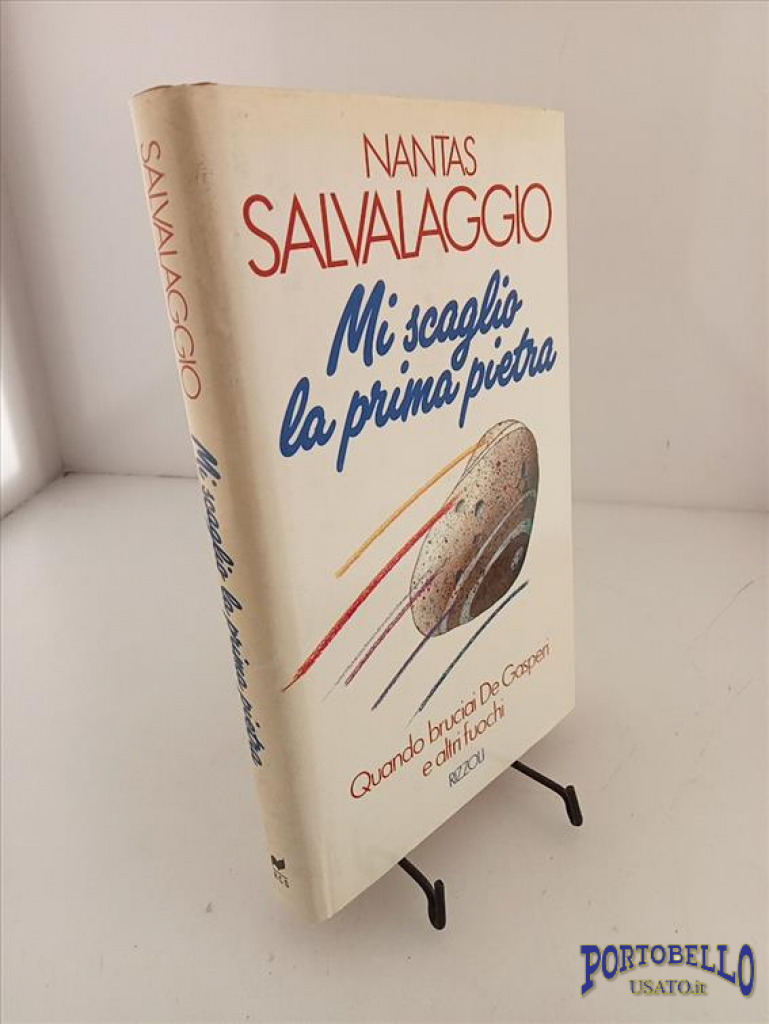 NANTAS
SALVALAGGIO
Mi scaglio
la prima pietra
Quando bruciai De Gasperi
e altri fuochi
RIZZOLI
SALVALAGGIO
Mi scaglio la prima pietra
PORTOBELLO
USATO.it